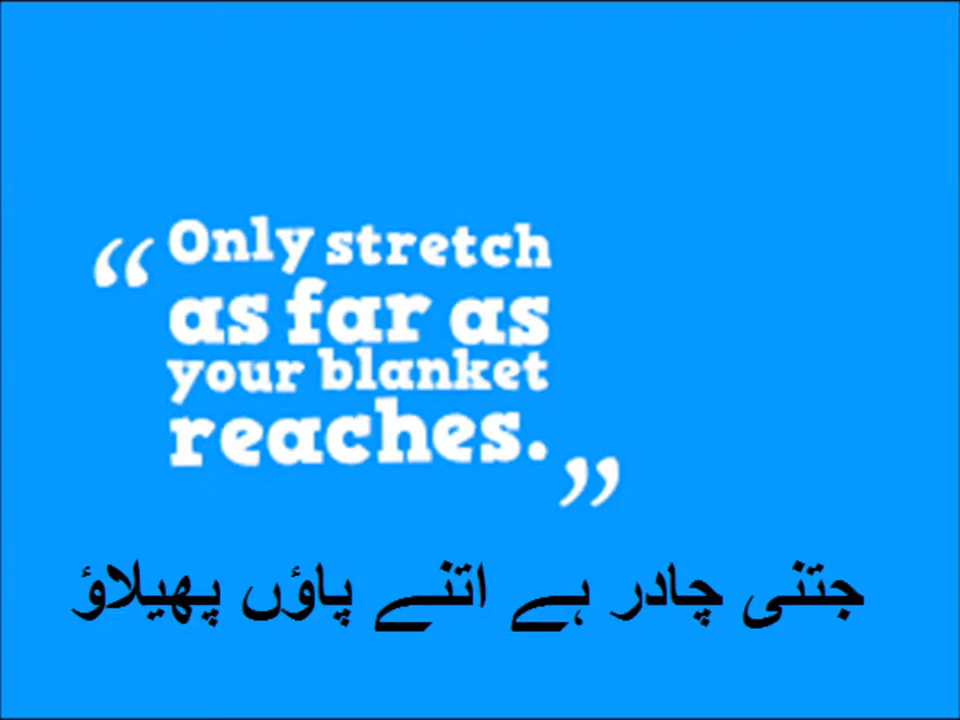 “Only stretch
as far as
your blanket
reaches.”
جتنی چادر ہے اتنے پاؤں پھیلاؤ